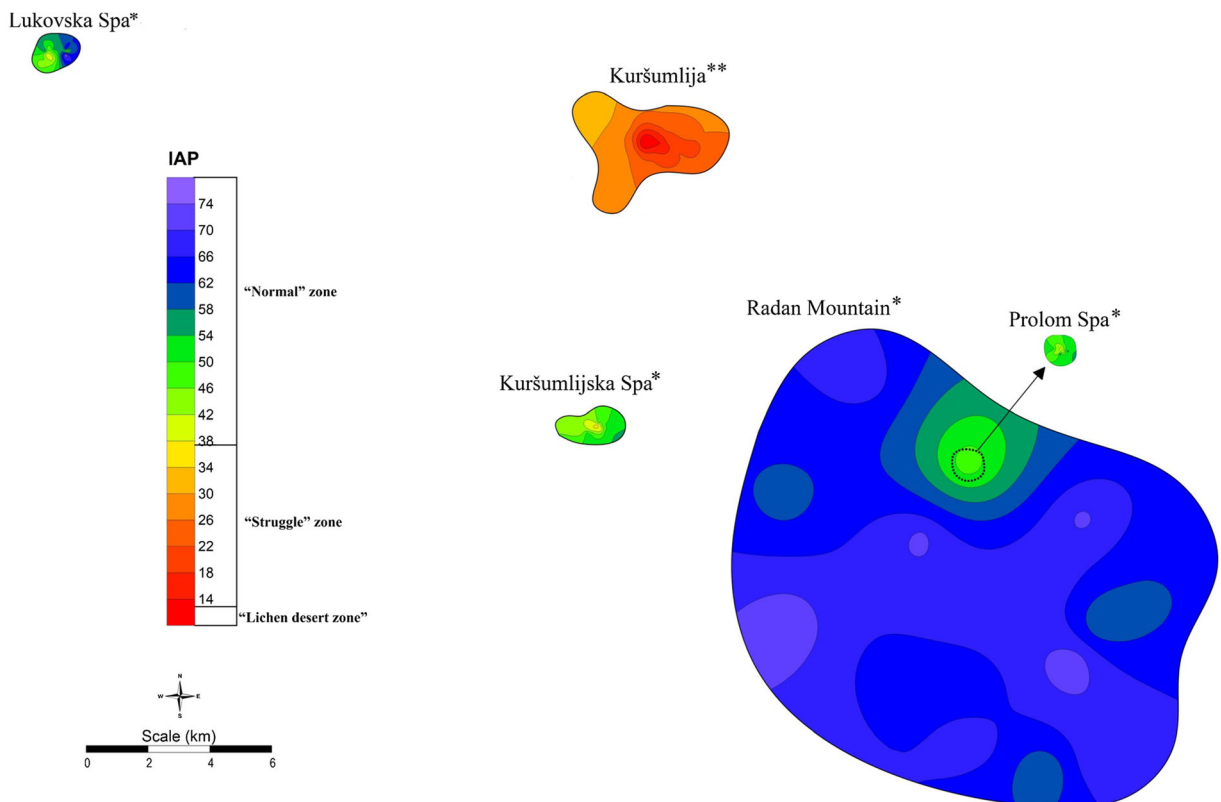 Lukovska Spa*
Kuršumlija**
IAP
74
70
66
62
58
54
50
46
42
38
34
30
26
22
18
14
“Normal” zone
“Struggle” zone
“Lichen desert zone”
Radan Mountain*
Prolom Spa*
Kuršumlijska Spa*
N
W E
S
Scale (km)
0 2 4 6